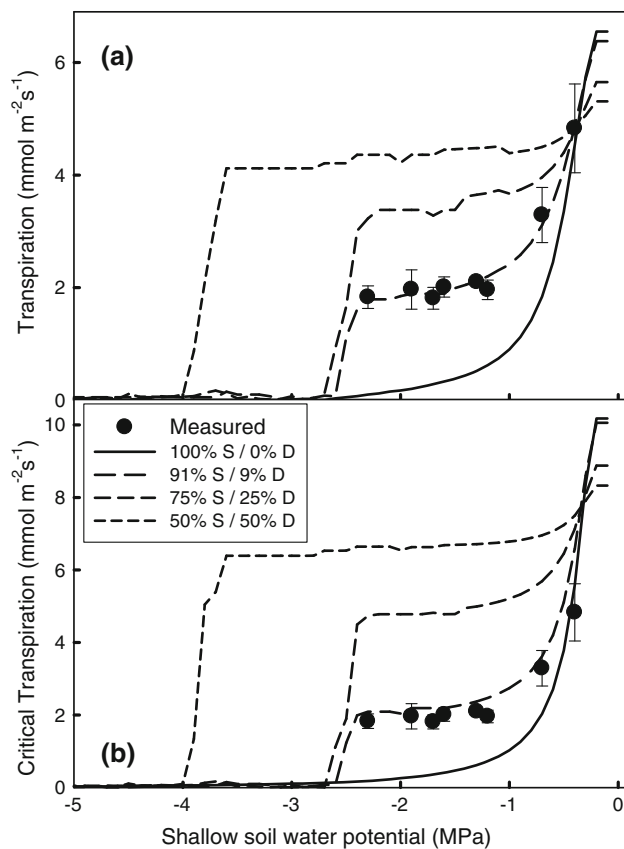 (a)
Transpiration (mmol m⁻²s⁻¹)
6
4
2
0
Measured
100% S / 0% D
91% S / 9% D
75% S / 25% D
50% S / 50% D
(b)
Critical Transpiration (mmol m⁻²s⁻¹)
10
8
6
4
2
0
-5
-4
-3
-2
-1
0
Shallow soil water potential (MPa)